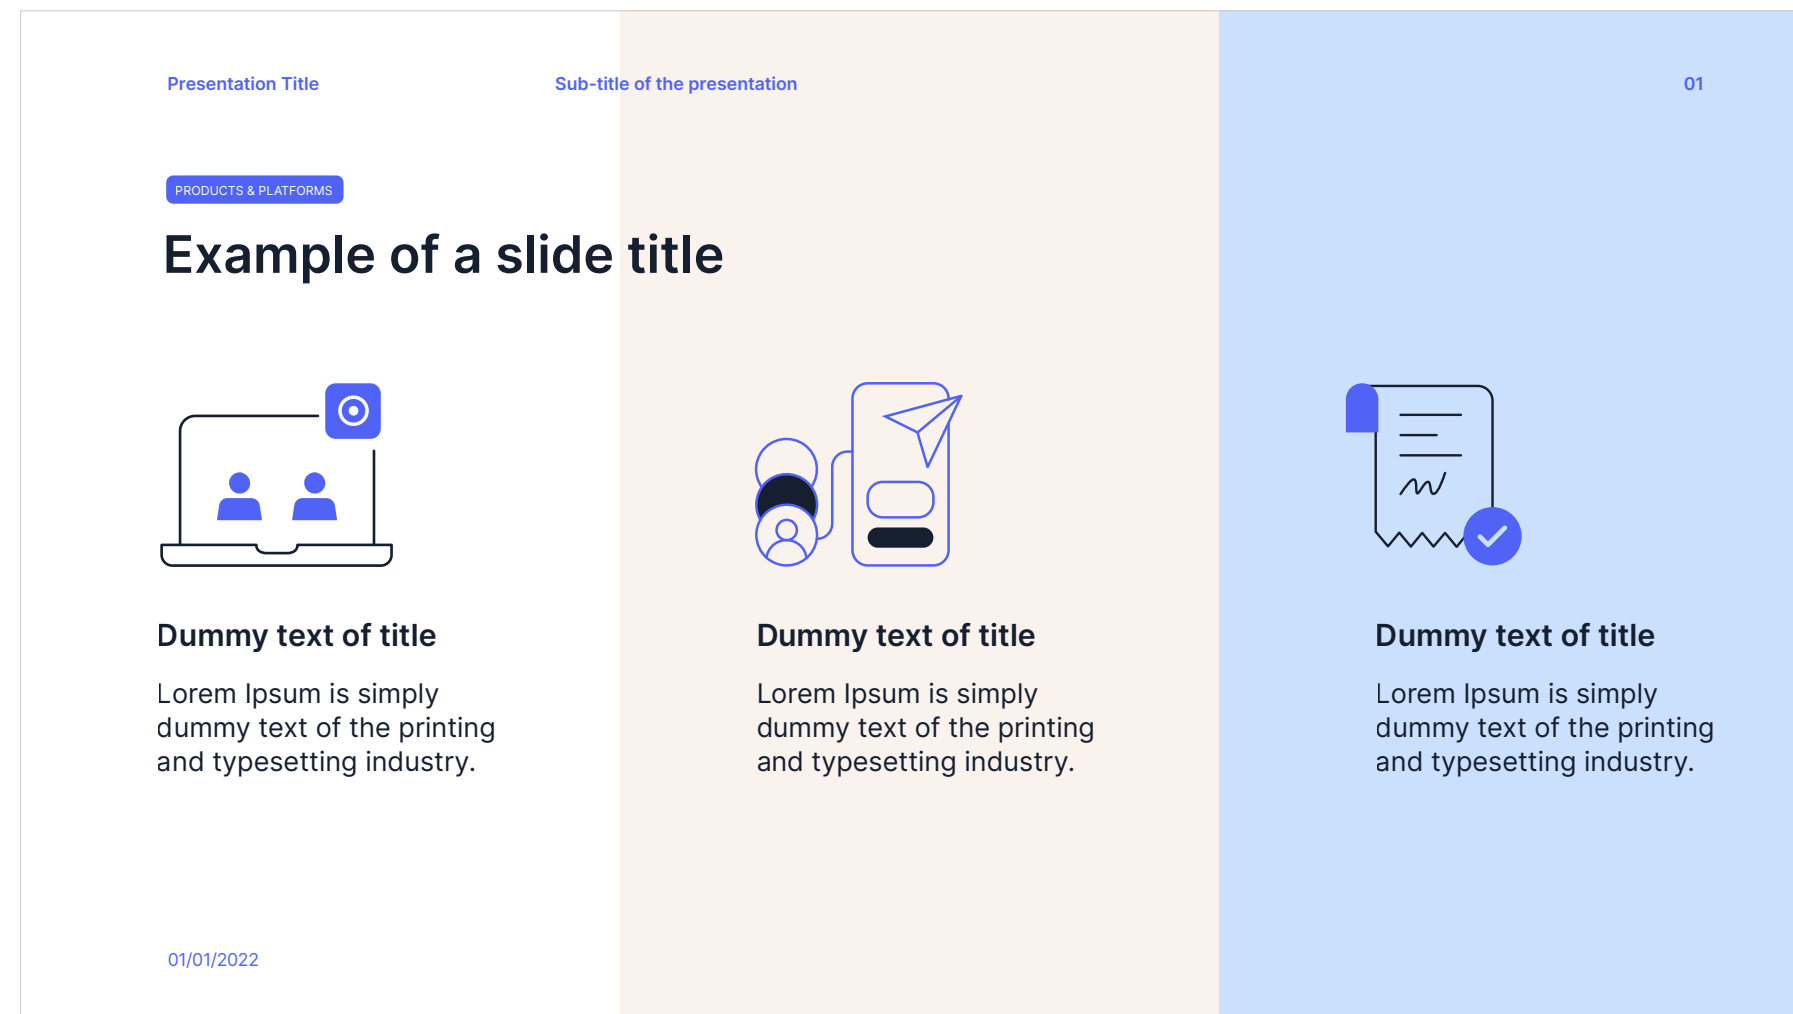 Presentation Title
Sub-title of the presentation
01
PRODUCTS & PLATFORMS
Example of a slide title
Dummy text of title
Lorem Ipsum is simply
dummy text of the printing
and typesetting industry.
Dummy text of title
Lorem Ipsum is simply
dummy text of the printing
and typesetting industry.
Dummy text of title
Lorem Ipsum is simply
dummy text of the printing
and typesetting industry.
01/01/2022